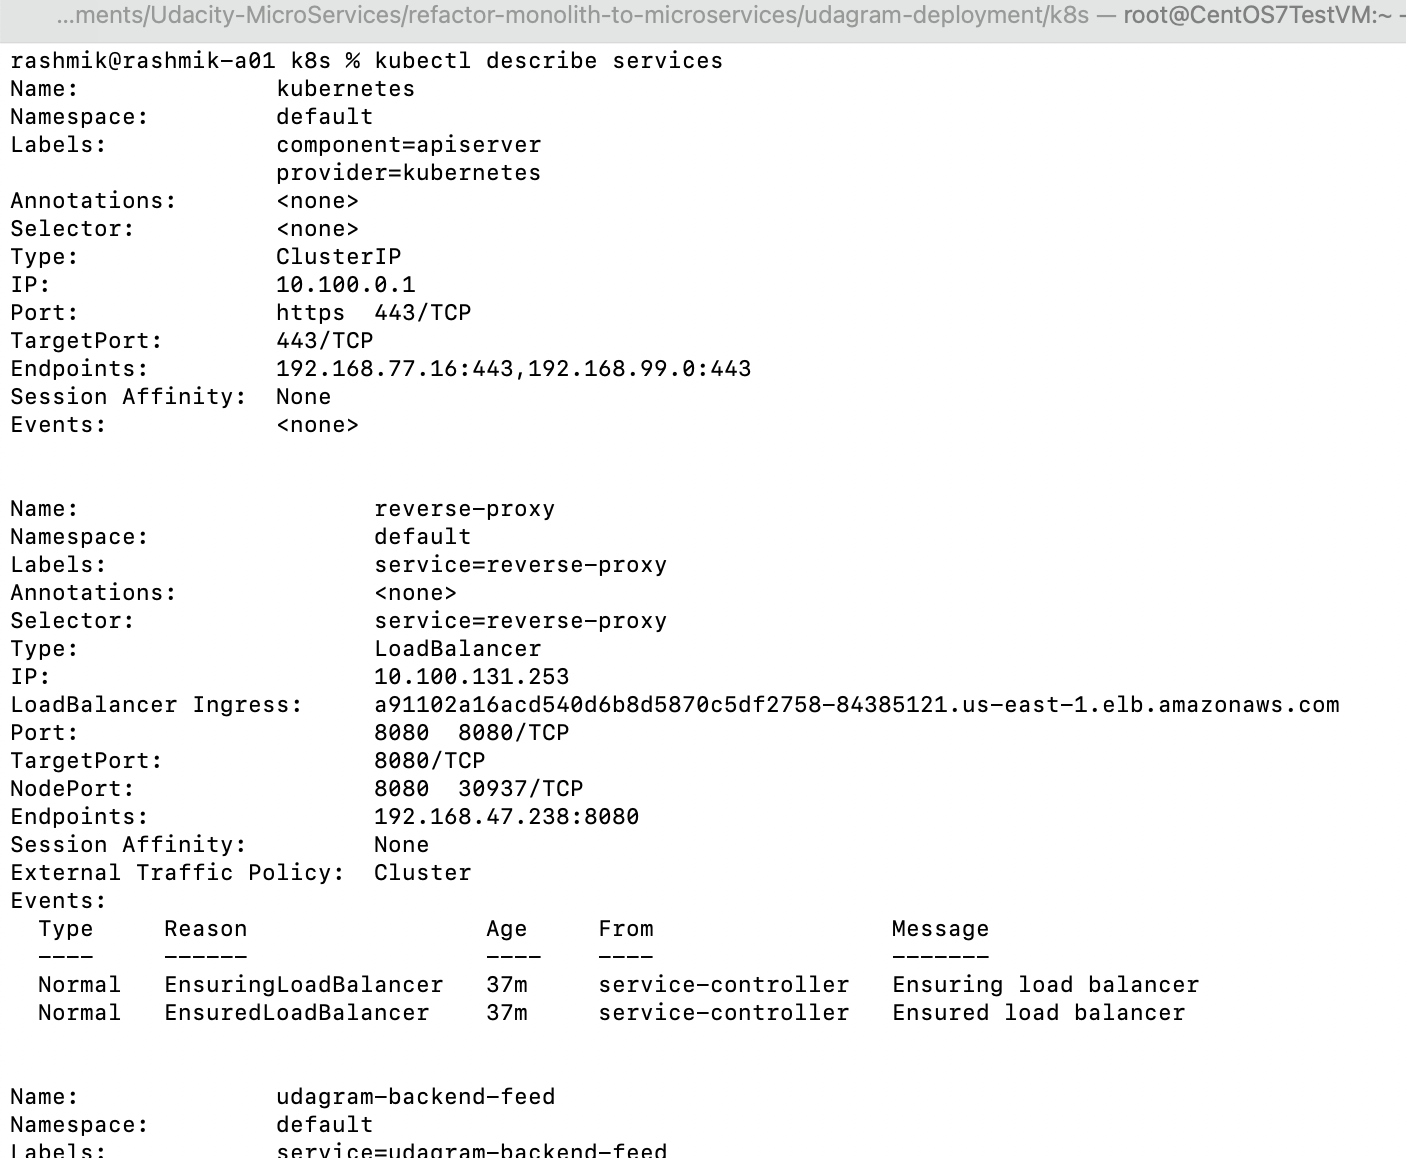 ...ments/Udacity-MicroServices/refactor-monolith-to-microservices/udagram-deployment/k8s — root@CentOS7TestVM:~ -
rashmik@rashmik-a01 k8s % kubectl describe services
Name:              kubernetes
Namespace:         default
Labels:            component=apiserver
                   provider=kubernetes
Annotations:       <none>
Selector:          <none>
Type:              ClusterIP
IP:                10.100.0.1
Port:              https  443/TCP
TargetPort:        443/TCP
Endpoints:         192.168.77.16:443,192.168.99.0:443
Session Affinity:  None
Events:            <none>
Name:                     reverse-proxy
Namespace:                default
Labels:                   service=reverse-proxy
Annotations:              <none>
Selector:                 service=reverse-proxy
Type:                     LoadBalancer
IP:                       10.100.131.253
LoadBalancer Ingress:     a91102a16acd540d6b8d5870c5df2758-84385121.us-east-1.elb.amazonaws.com
Port:                     8080  8080/TCP
TargetPort:               8080/TCP
NodePort:                 8080  30937/TCP
Endpoints:                192.168.47.238:8080
Session Affinity:         None
External Traffic Policy:  Cluster
Events:
  Type     Reason                 Age     From                 Message
  ----     ------                 ----    ----                 -------
  Normal   EnsuringLoadBalancer   37m     service-controller   Ensuring load balancer
  Normal   EnsuredLoadBalancer    37m     service-controller   Ensured load balancer
Name:              udagram-backend-feed
Namespace:         default
Labels:            service=udagram-backend-feed